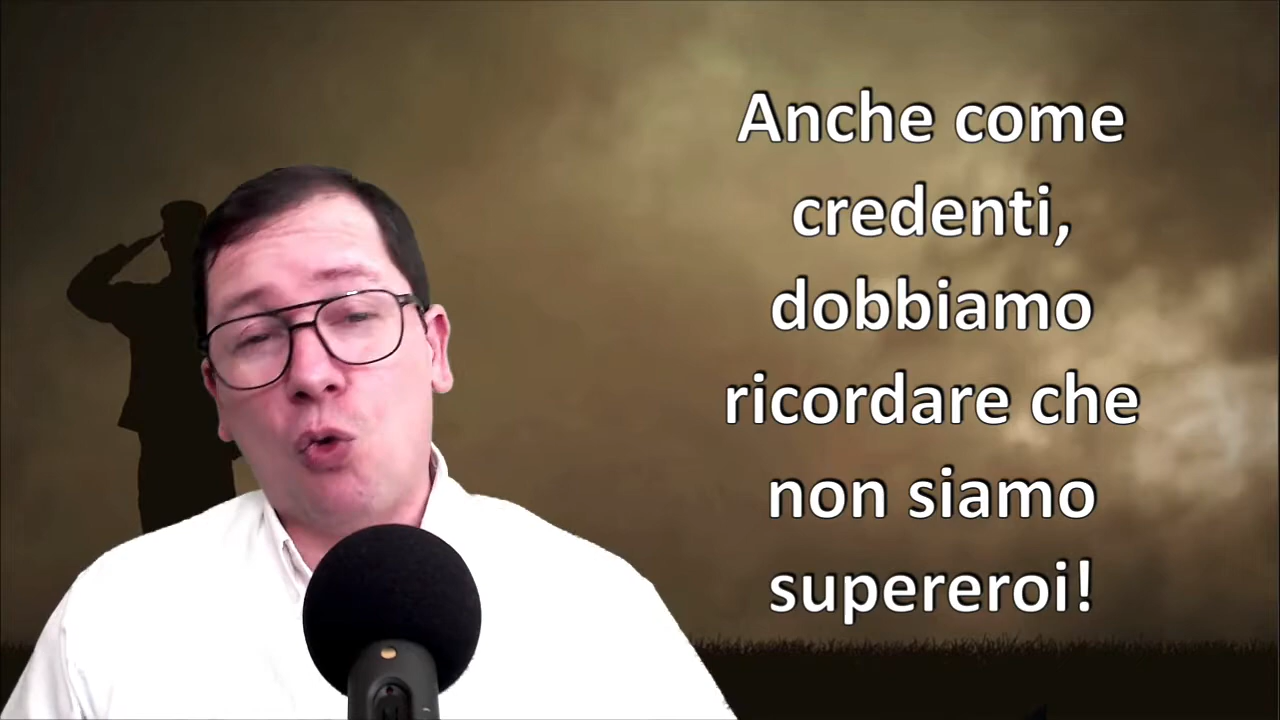 Anche come
credenti,
dobbiamo
ricordare che
non siamo
supereroi!